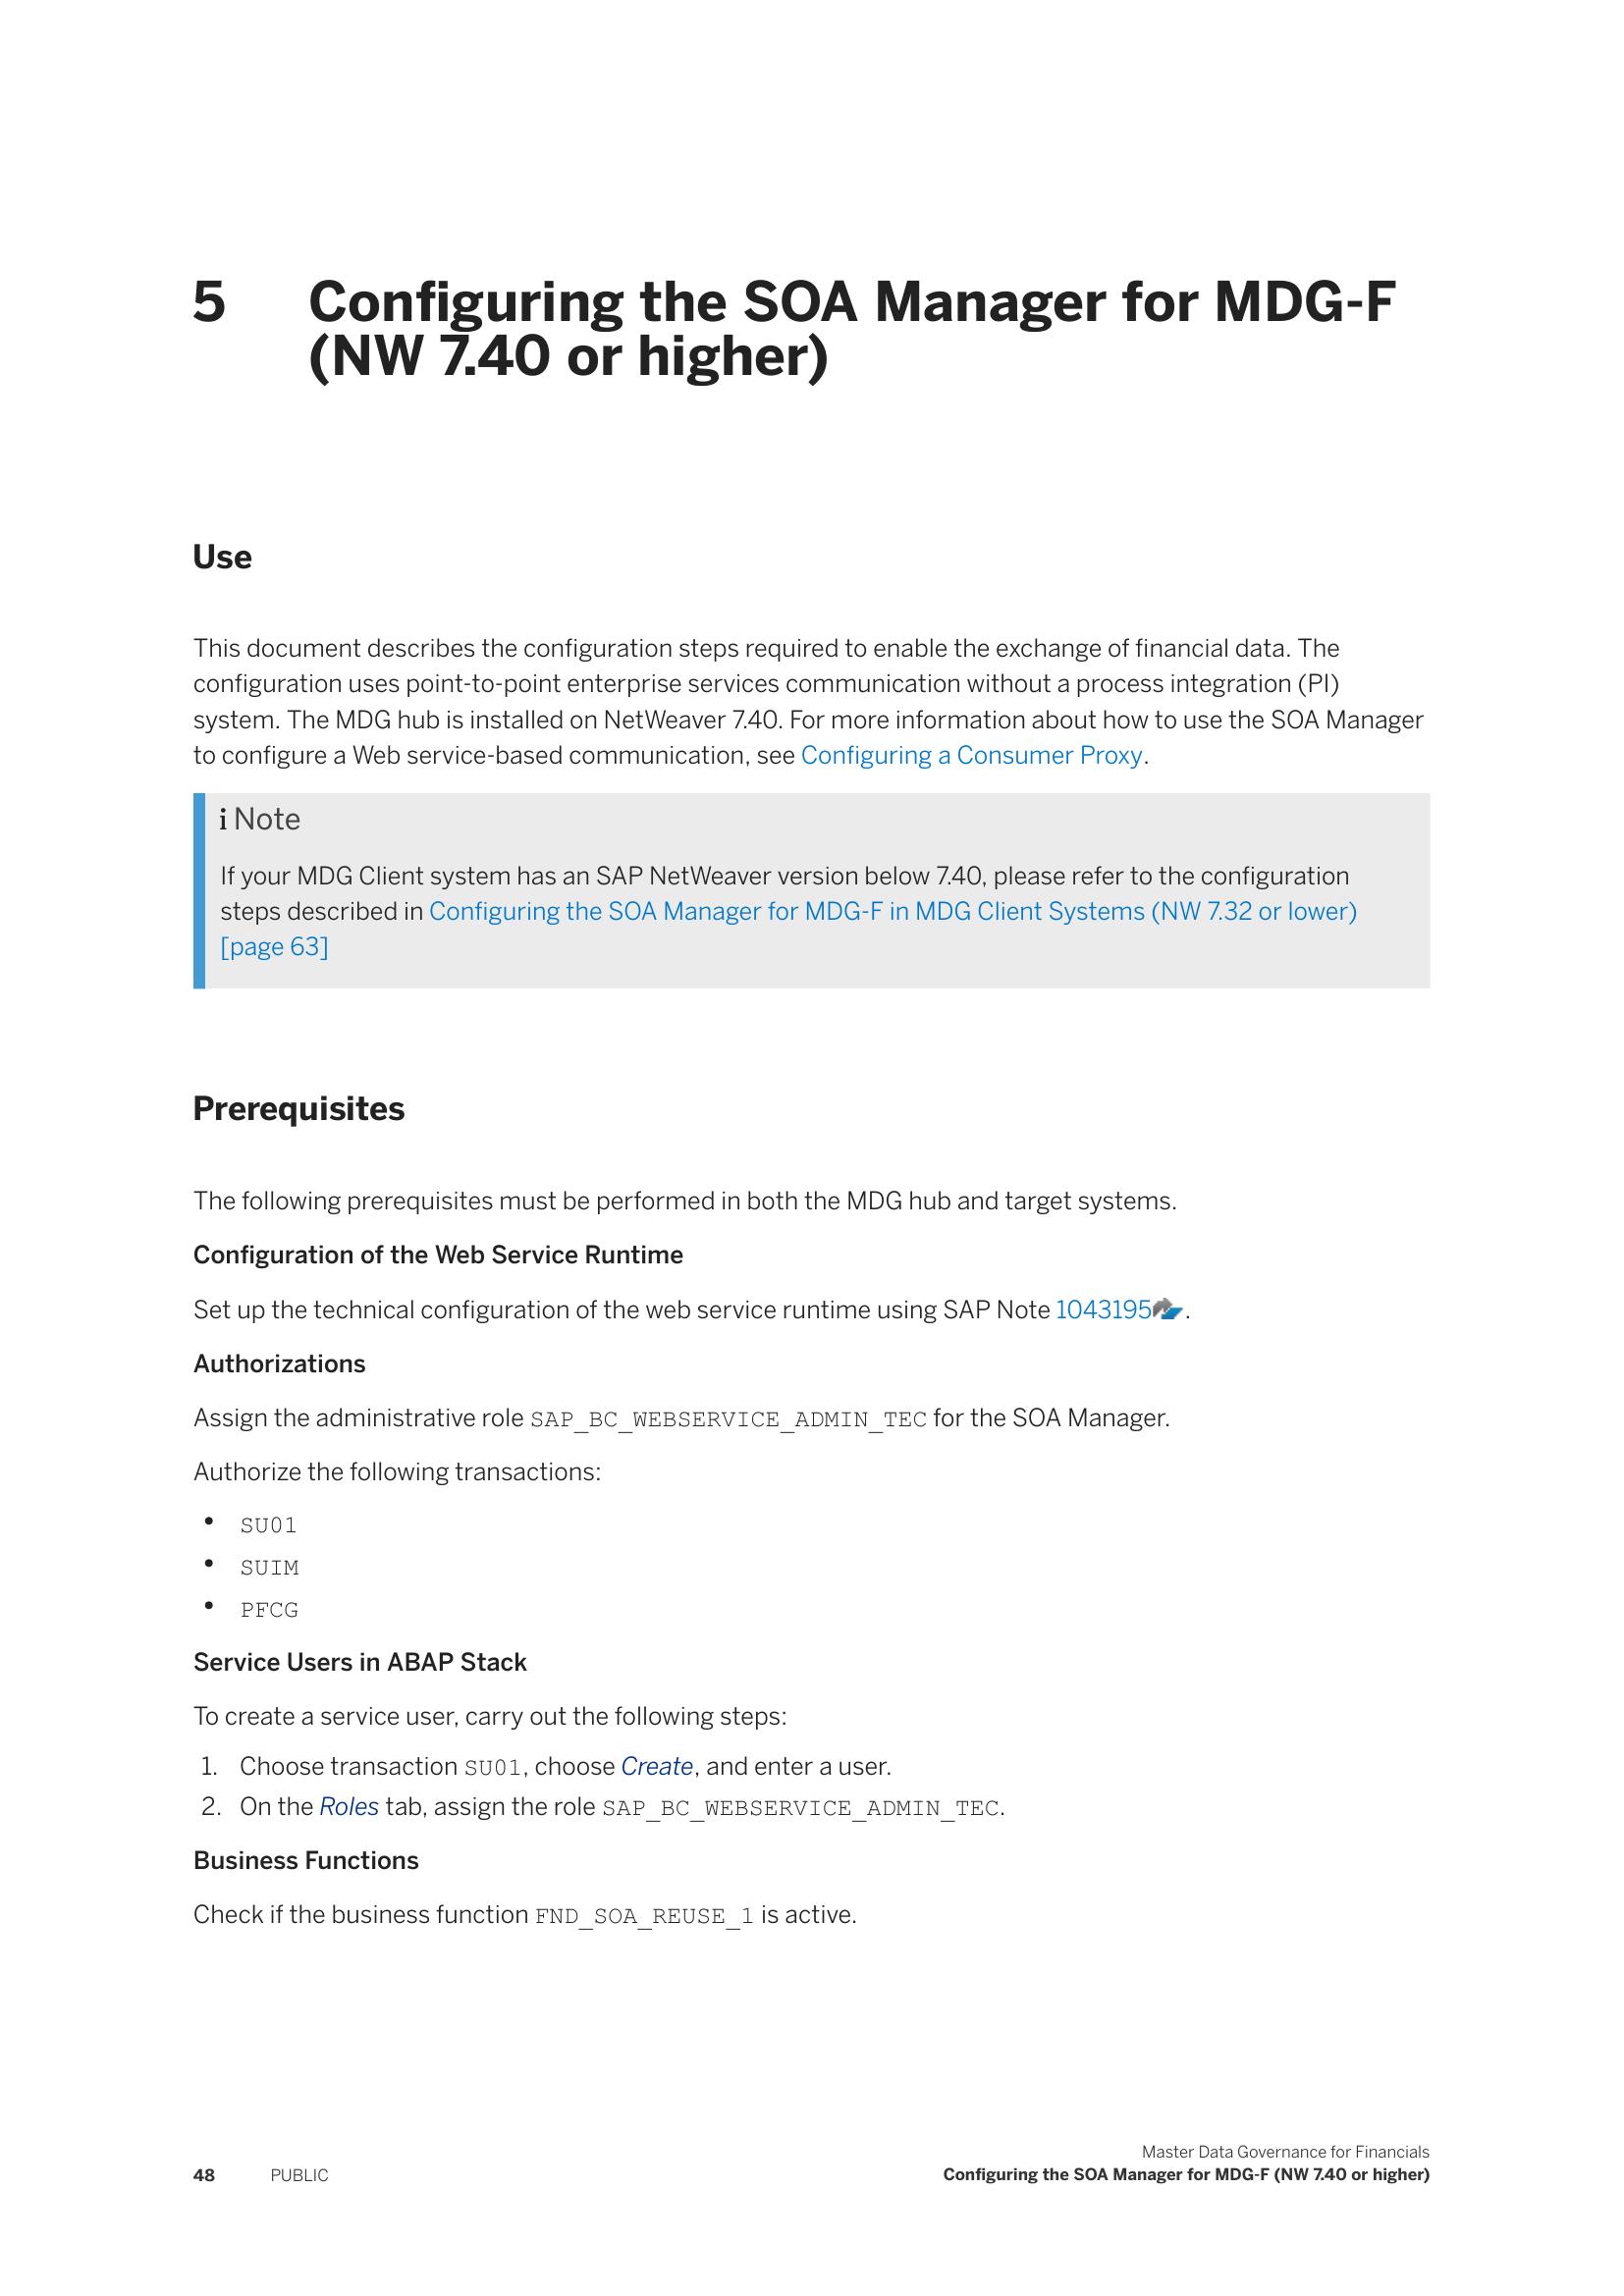 5 Configuring the SOA Manager for MDG-F
(NW 7.40 or higher)
Use
This document describes the configuration steps required to enable the exchange of financial data. The
configuration uses point-to-point enterprise services communication without a process integration (PI)
system. The MDG hub is installed on NetWeaver 7.40. For more information about how to use the SOA Manager
to configure a Web service-based communication, see Configuring a Consumer Proxy.
i Note
If your MDG Client system has an SAP NetWeaver version below 7.40, please refer to the configuration
steps described in Configuring the SOA Manager for MDG-F in MDG Client Systems (NW 7.32 or lower)
[page 63]
Prerequisites
The following prerequisites must be performed in both the MDG hub and target systems.
Configuration of the Web Service Runtime
Set up the technical configuration of the web service runtime using SAP Note 1043195.
Authorizations
Assign the administrative role SAP_BC_WEBSERVICE_ADMIN_TEC for the SOA Manager.
Authorize the following transactions:
• SU01
• SUIM
• PFCG
Service Users in ABAP Stack
To create a service user, carry out the following steps:
1. Choose transaction SU01, choose Create, and enter a user.
2. On the Roles tab, assign the role SAP_BC_WEBSERVICE_ADMIN_TEC.
Business Functions
Check if the business function FND_SOA_REUSE_1 is active.
Master Data Governance for Financials
48 PUBLIC Configuring the SOA Manager for MDG-F (NW 7.40 or higher)